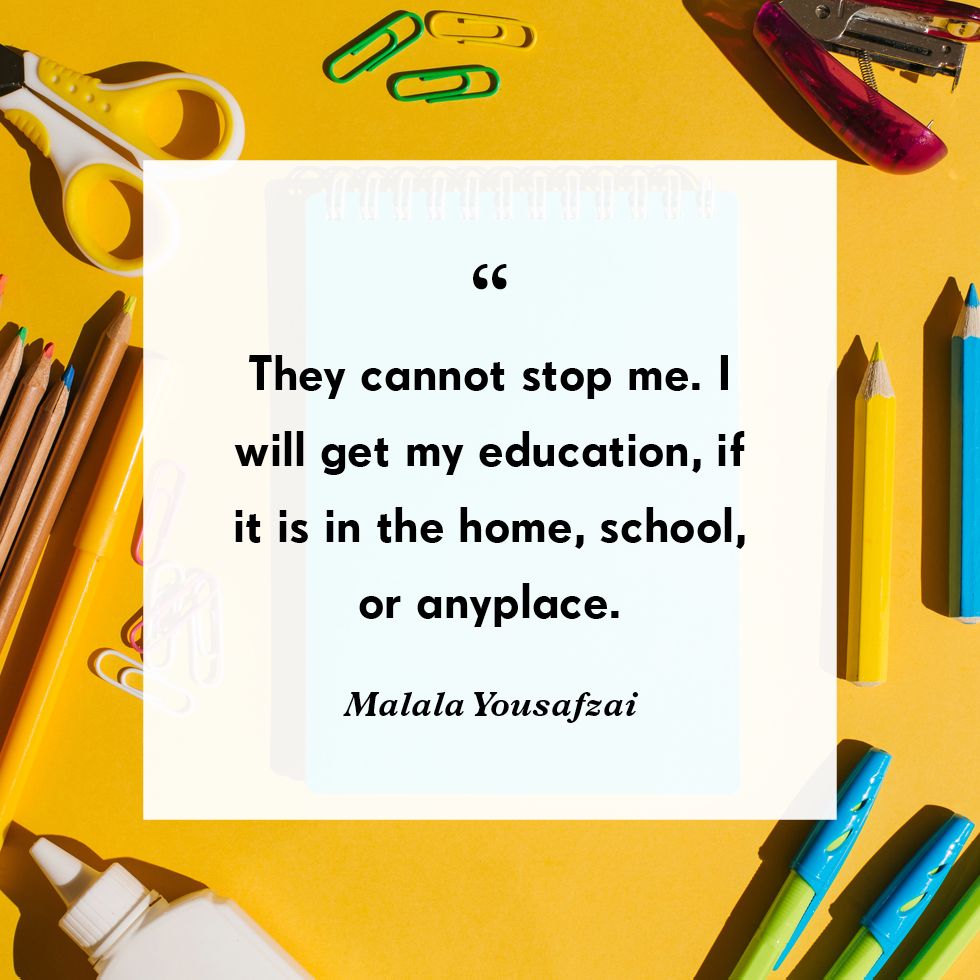 “
They cannot stop me. I
will get my education, if
it is in the home, school,
or anyplace.
Malala Yousafzai